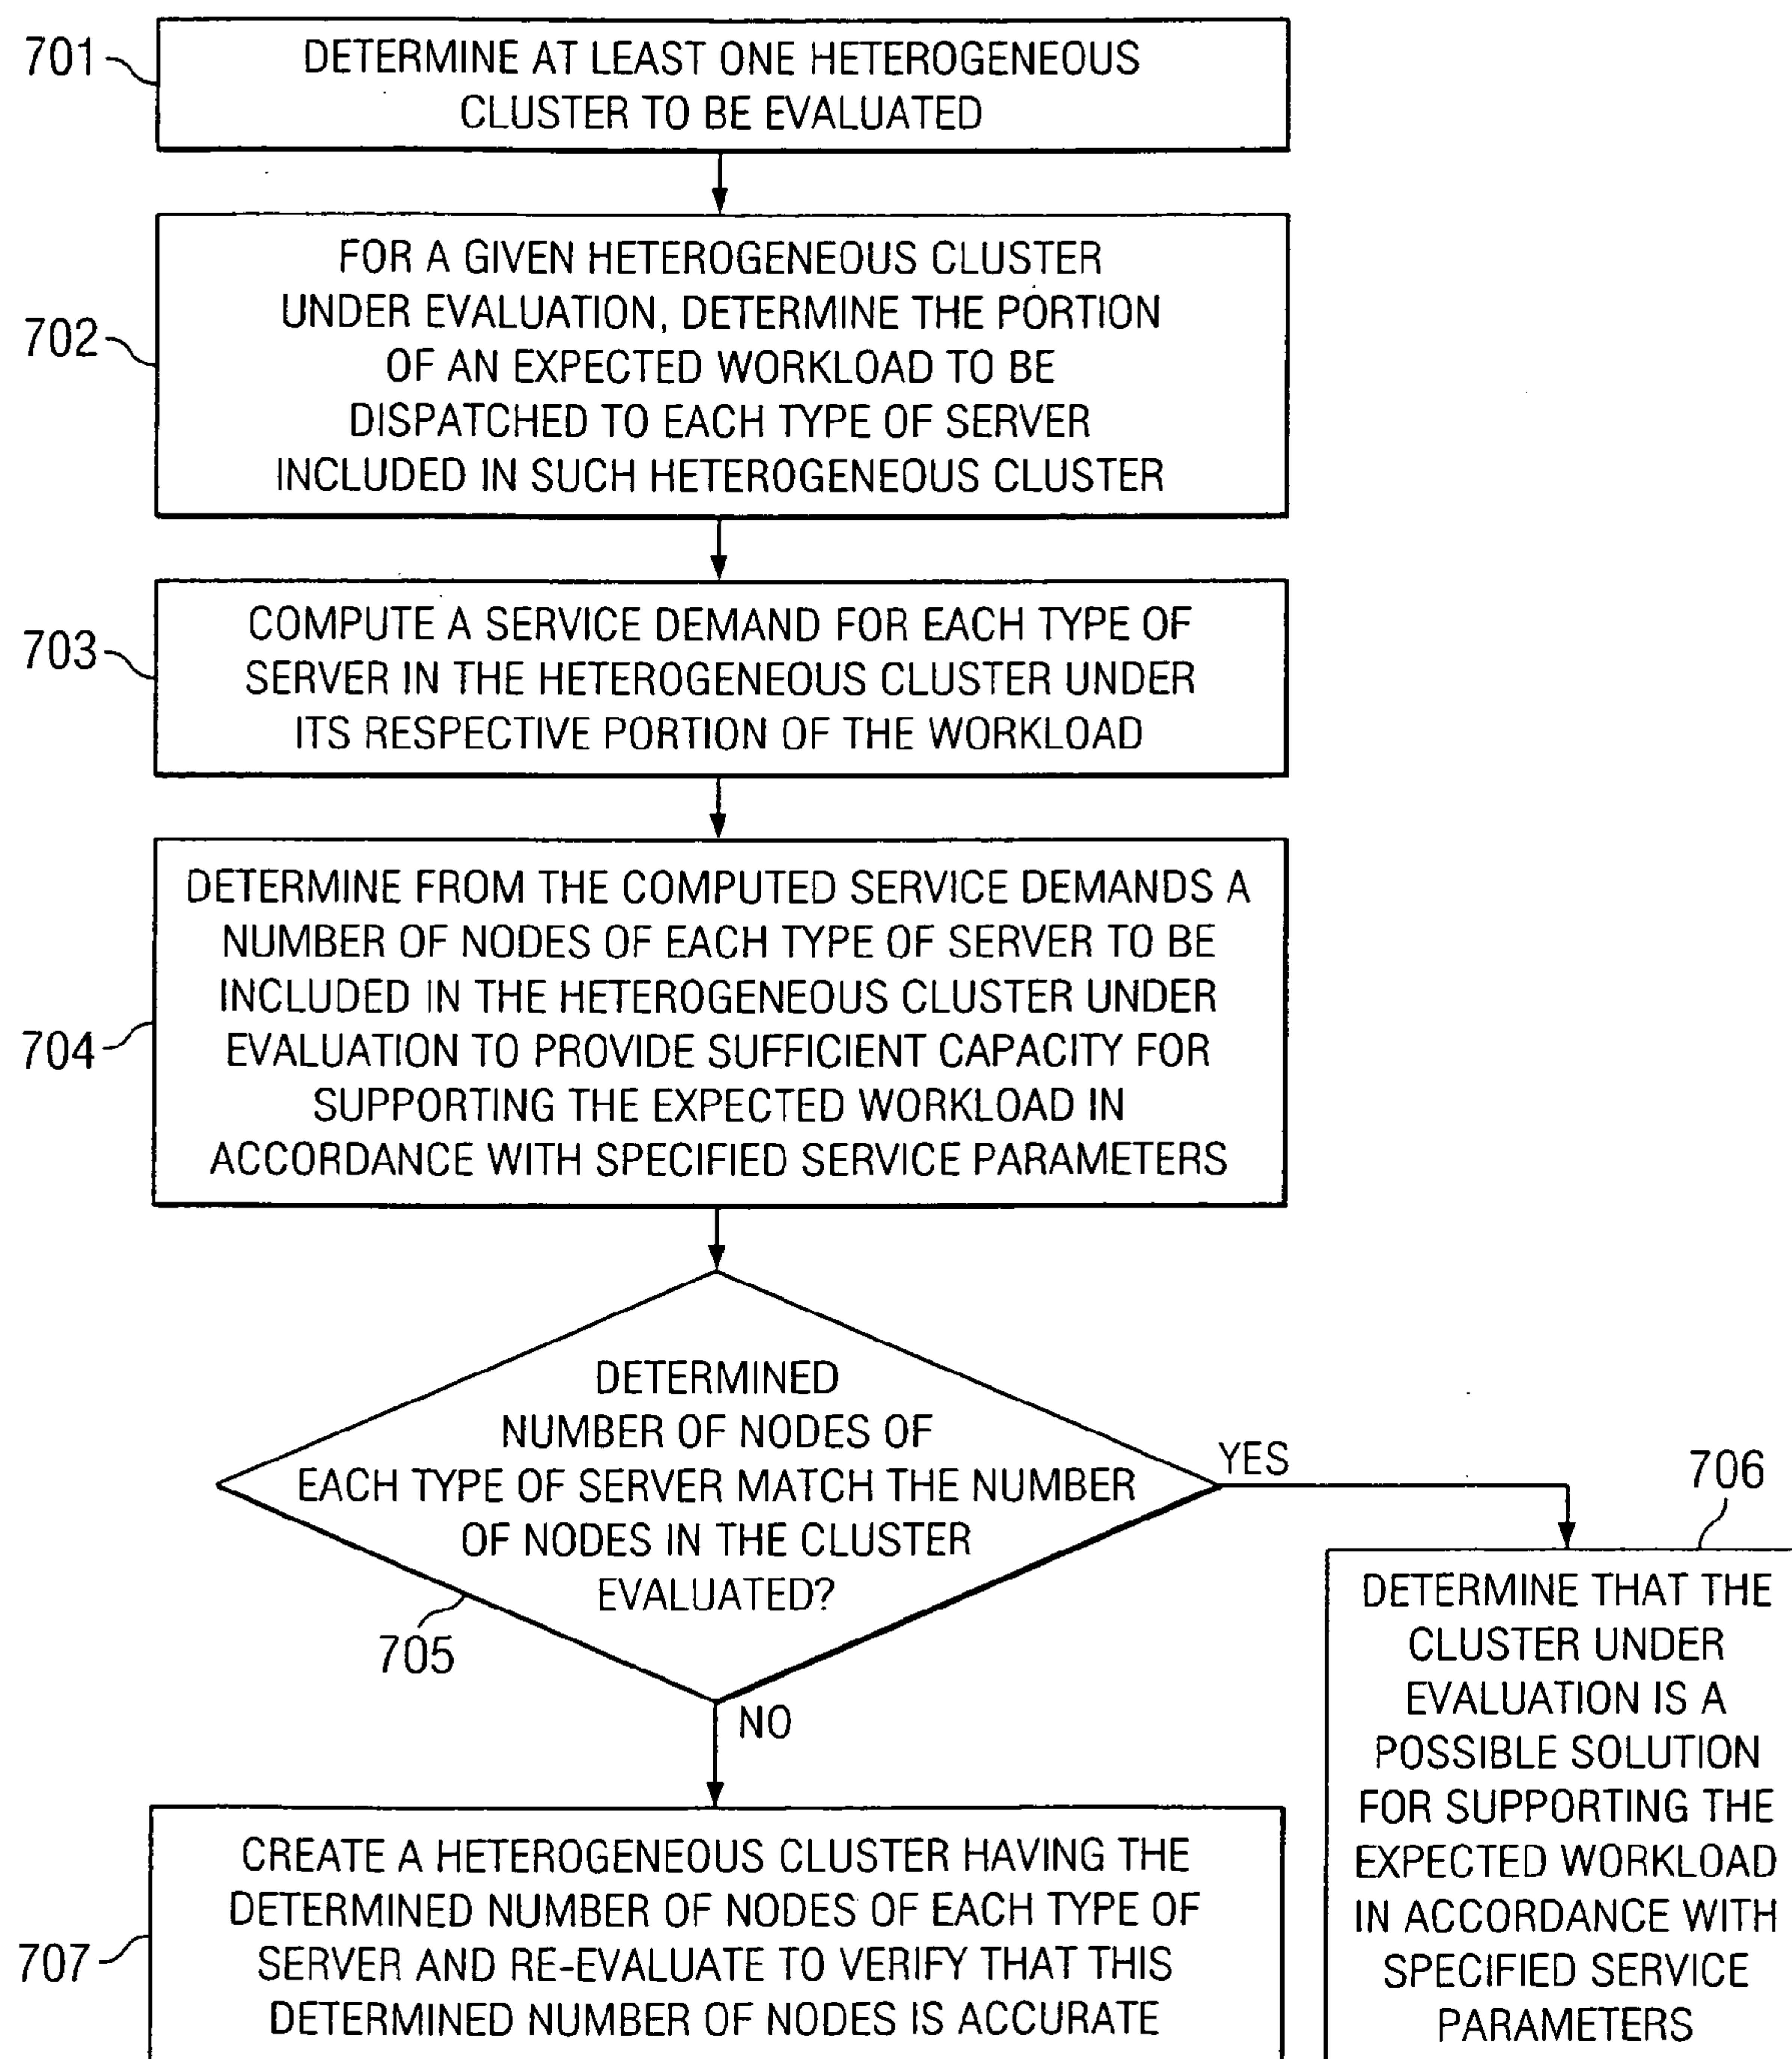 701
DETERMINE AT LEAST ONE HETEROGENEOUS
CLUSTER TO BE EVALUATED
702
FOR A GIVEN HETEROGENEOUS CLUSTER
UNDER EVALUATION, DETERMINE THE PORTION
OF AN EXPECTED WORKLOAD TO BE
DISPATCHED TO EACH TYPE OF SERVER
INCLUDED IN SUCH HETEROGENEOUS CLUSTER
703
COMPUTE A SERVICE DEMAND FOR EACH TYPE OF
SERVER IN THE HETEROGENEOUS CLUSTER UNDER
ITS RESPECTIVE PORTION OF THE WORKLOAD
704
DETERMINE FROM THE COMPUTED SERVICE DEMANDS A
NUMBER OF NODES OF EACH TYPE OF SERVER TO BE
INCLUDED IN THE HETEROGENEOUS CLUSTER UNDER
EVALUATION TO PROVIDE SUFFICIENT CAPACITY FOR
SUPPORTING THE EXPECTED WORKLOAD IN
ACCORDANCE WITH SPECIFIED SERVICE PARAMETERS
DETERMINED
NUMBER OF NODES OF
EACH TYPE OF SERVER MATCH THE NUMBER
OF NODES IN THE CLUSTER
EVALUATED?
705
YES
706
DETERMINE THAT THE
CLUSTER UNDER
EVALUATION IS A
POSSIBLE SOLUTION
FOR SUPPORTING THE
EXPECTED WORKLOAD
IN ACCORDANCE WITH
SPECIFIED SERVICE
PARAMETERS
NO
707
CREATE A HETEROGENEOUS CLUSTER HAVING THE
DETERMINED NUMBER OF NODES OF EACH TYPE OF
SERVER AND RE-EVALUATE TO VERIFY THAT THIS
DETERMINED NUMBER OF NODES IS ACCURATE